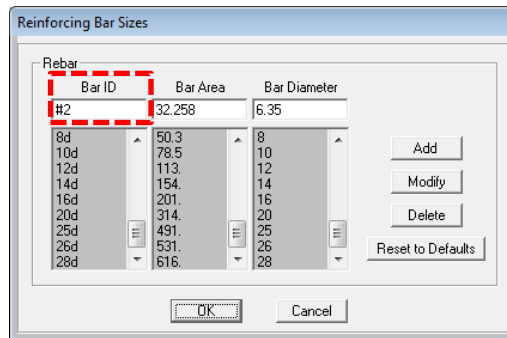 Reinforcing Bar Sizes
Rebar
Bar ID Bar Area Bar Diameter
#2 32.258 6.35
8d 50.3 8
10d 78.5 10
12d 113. 12
14d 154. 14
16d 201. 16
20d 314. 20
25d 491. 25
26d 531. 26
28d 616. 28
Add
Modify
Delete
Reset to Defaults
OK Cancel